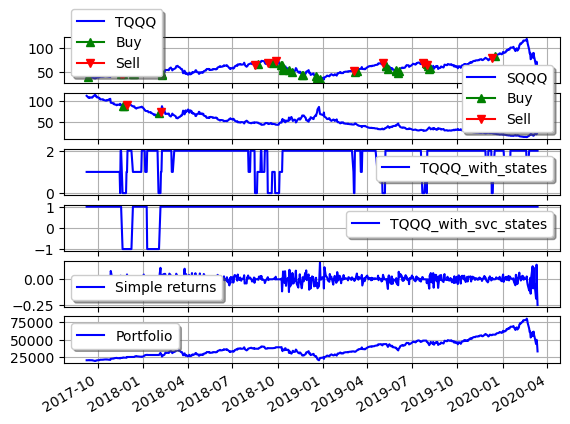 TQQQ
Buy
Sell
100
50
SQQQ
Buy
Sell
100
50
2
0
TQQQ_with_states
1
0
−1
TQQQ_with_svc_states
0.00
−0.25
Simple returns
75000
50000
25000
Portfolio
2017-10
2018-01
2018-04
2018-07
2018-10
2019-01
2019-04
2019-07
2019-10
2020-01
2020-04